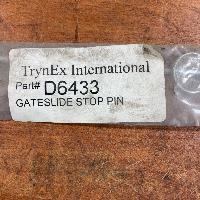 TrynEx International
Part# D6433
GATESLIDE STOP PIN